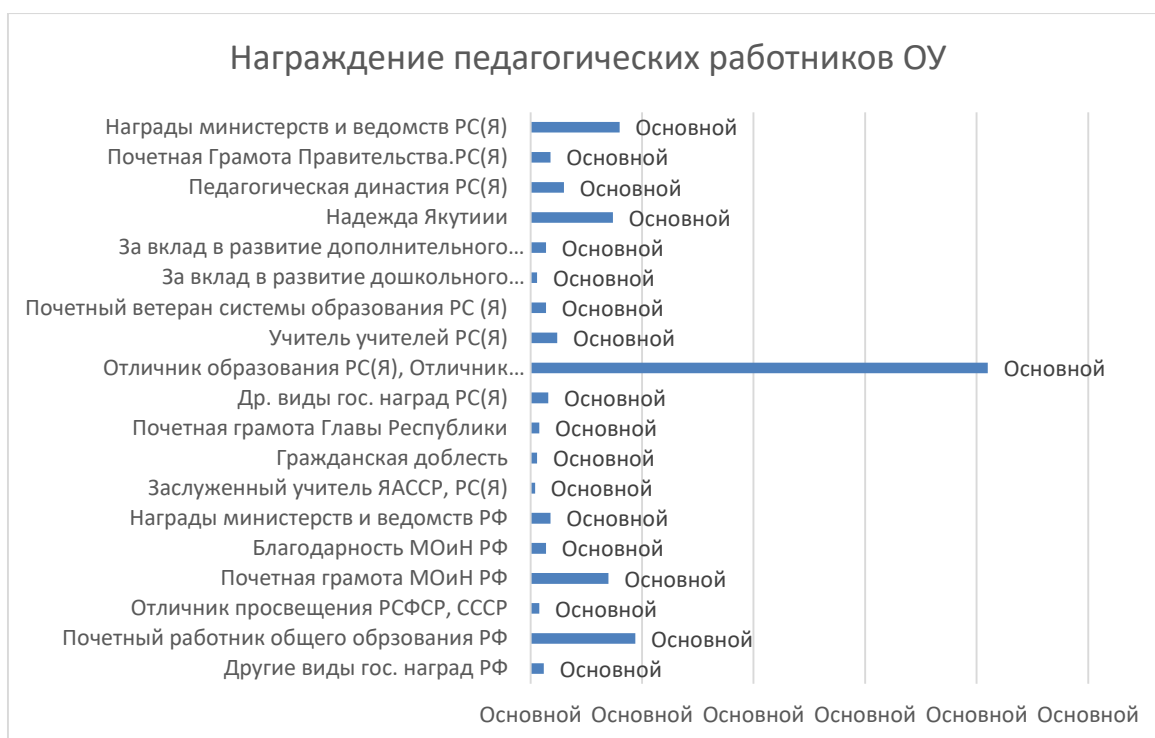 Награждение педагогических работников ОУ
Награды министерств и ведомств РС(Я) Основной
Почетная Грамота Правительства.РС(Я) Основной
Педагогическая династия РС(Я) Основной
Надежда Якутиии Основной
За вклад в развитие дополнительного... Основной
За вклад в развитие дошкольного... Основной
Почетный ветеран системы образования РС (Я) Основной
Учитель учителей РС(Я) Основной
Отличник образования РС(Я), Отличник... Основной
Др. виды гос. наград РС(Я) Основной
Почетная грамота Главы Республики Основной
Гражданская доблесть Основной
Заслуженный учитель ЯАССР, РС(Я) Основной
Награды министерств и ведомств РФ Основной
Благодарность МОиН РФ Основной
Почетная грамота МОиН РФ Основной
Отличник просвещения РСФСР, СССР Основной
Почетный работник общего обрзования РФ Основной
Другие виды гос. наград РФ Основной
Основной Основной Основной Основной Основной Основной